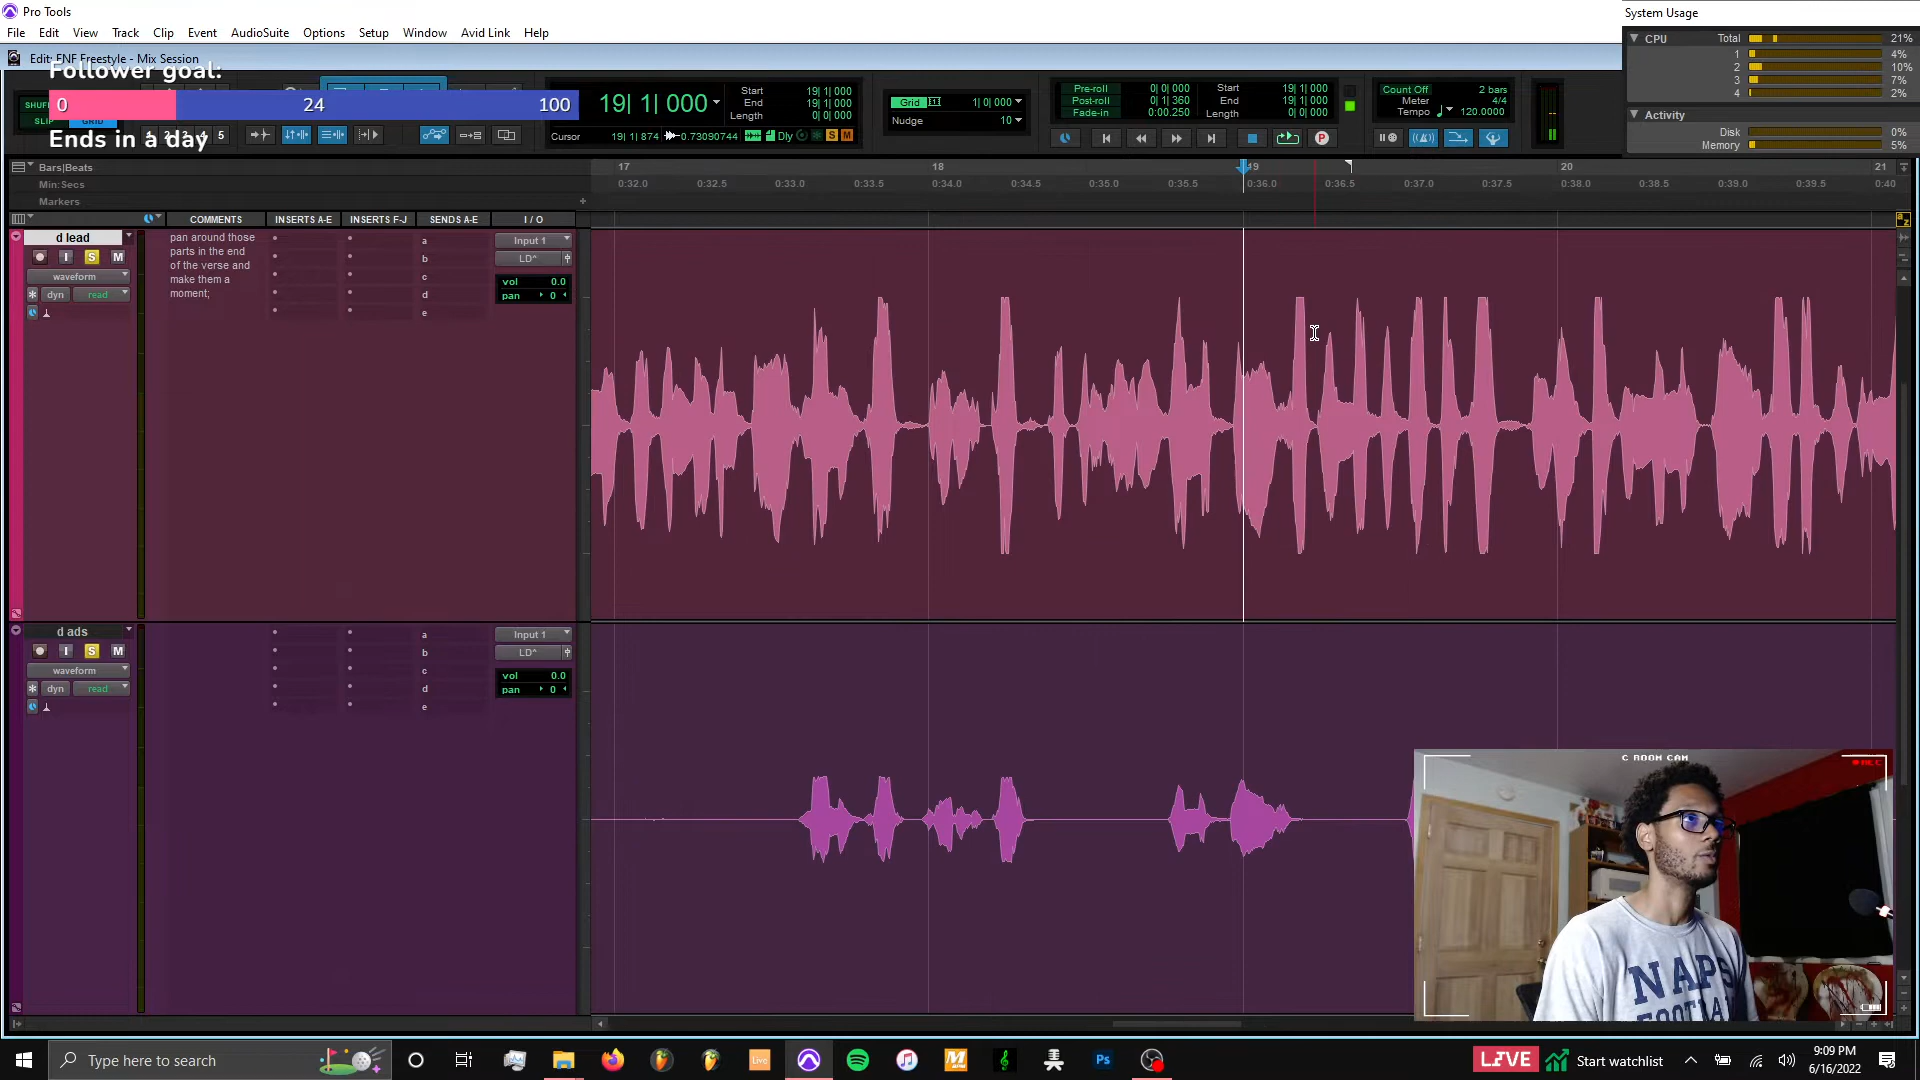 Pro Tools
System Usage
File Edit View Track Clip Event AudioSuite Options Setup Window Avid Link Help
CPU Total 21%
1 4%
2 10%
3 7%
4 2%
Activity
Disk 0%
Memory 5%
Edit: FNF Freestyle - Mix Session
Follower goal:
0 24 100
Ends in a day
SLIP GRID
1 2 3 4 5
19| 1| 000
Start 19| 1| 000
End 19| 1| 000
Length 0| 0| 000
Cursor 19| 1| 874 -0.73090744 Dly S M
Grid 1| 0| 000
Nudge 10
Pre-roll 0| 0| 000
Post-roll 0| 1| 360
Fade-in 0:00.250
Start 19| 1| 000
End 19| 1| 000
Length 0| 0| 000
P
Count Off 2 bars
Meter 4/4
Tempo 120.0000
Bars|Beats 17 18 19 20 21
Min:Secs 0:32.0 0:32.5 0:33.0 0:33.5 0:34.0 0:34.5 0:35.0 0:35.5 0:36.0 0:36.5 0:37.0 0:37.5 0:38.0 0:38.5 0:39.0 0:39.5 0:40
Markers
COMMENTS INSERTS A-E INSERTS F-J SENDS A-E I / O
d lead
I S M
waveform
dyn read
pan around those
parts in the end
of the verse and
make them a
moment;
a
b
c
d
e
Input 1
LD"
vol 0.0
pan 0
d ads
I S M
waveform
dyn read
a
b
c
d
e
Input 1
LD"
vol 0.0
pan 0
C ROOM CAM
NAPS
FOOTBAL
Type here to search
live
Ps
LIVE
Start watchlist
9:09 PM
6/16/2022